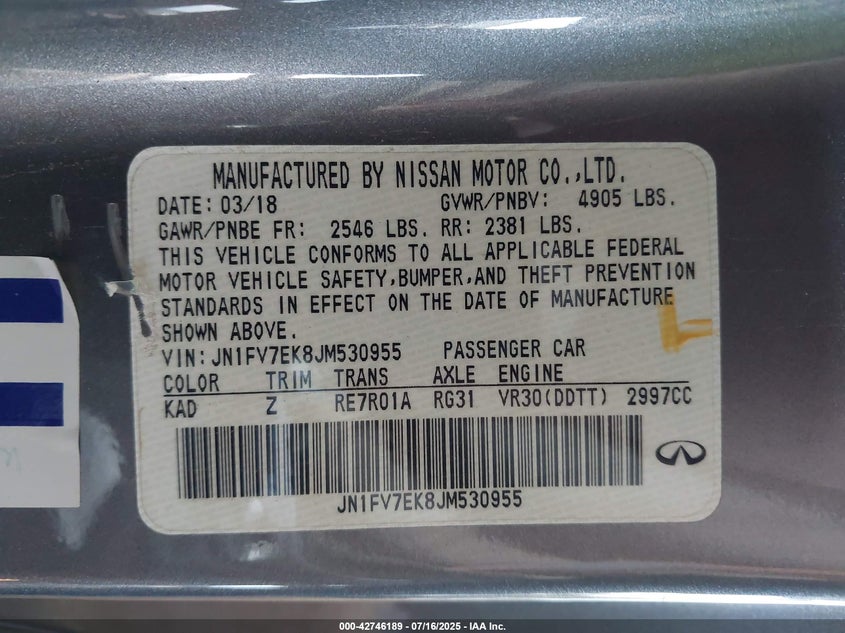 MANUFACTURED BY NISSAN MOTOR CO.,LTD.
DATE: 03/18 GVWR/PNBV: 4905 LBS.
GAWR/PNBE FR: 2546 LBS. RR: 2381 LBS.
THIS VEHICLE CONFORMS TO ALL APPLICABLE FEDERAL
MOTOR VEHICLE SAFETY,BUMPER,AND THEFT PREVENTION
STANDARDS IN EFFECT ON THE DATE OF MANUFACTURE
SHOWN ABOVE.
VIN: JN1FV7EK8JM530955 PASSENGER CAR
COLOR TRIM TRANS AXLE ENGINE
KAD Z RE7R01A RG31 VR30(DDTT) 2997CC
JN1FV7EK8JM530955
000-42746189 - 07/16/2025 - IAA Inc.